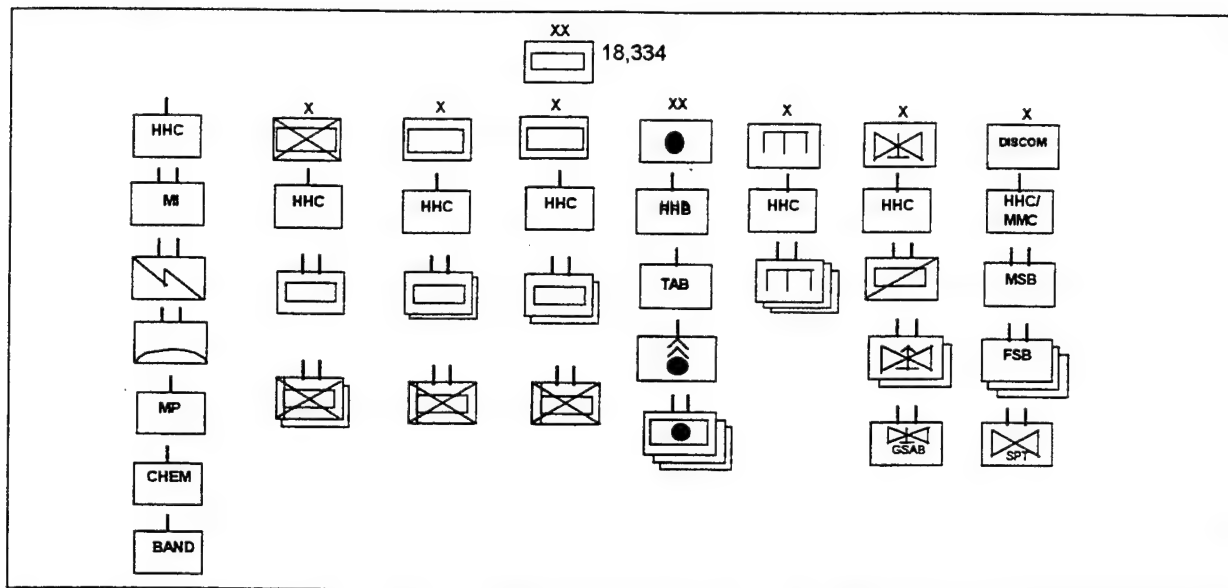 XX
18,334
X
X
X
XX
X
X
X
HHC
DISCOM
MI
HHC
HHC
HHC
HHB
HHC
HHC
HHC/
MMC
TAB
MSB
FSB
MP
GSAB
SPT
CHEM
BAND